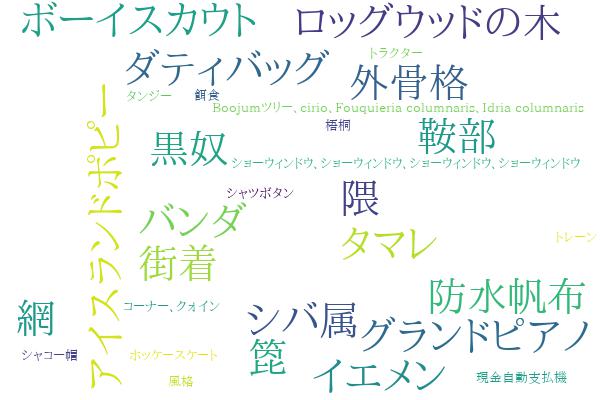 ボーイスカウト
ロッグウッドの木
トラクター
ダティバッグ
外骨格
タンジー
餌食
Boojumツリー、cirio、Fouquieria columnaris、Idria columnaris
梧桐
鞍部
黒奴
ショーウィンドウ、ショーウィンドウ、ショーウィンドウ、ショーウィンドウ
シャツボタン
隈
アイスランドポピー
バンダ
タマレ
トレーン
街着
防水帆布
網
コーナー、クォイン
シバ属
グランドピアノ
シャコー帽
ホッケースケート
箆
イエメン
現金自動支払機
風格